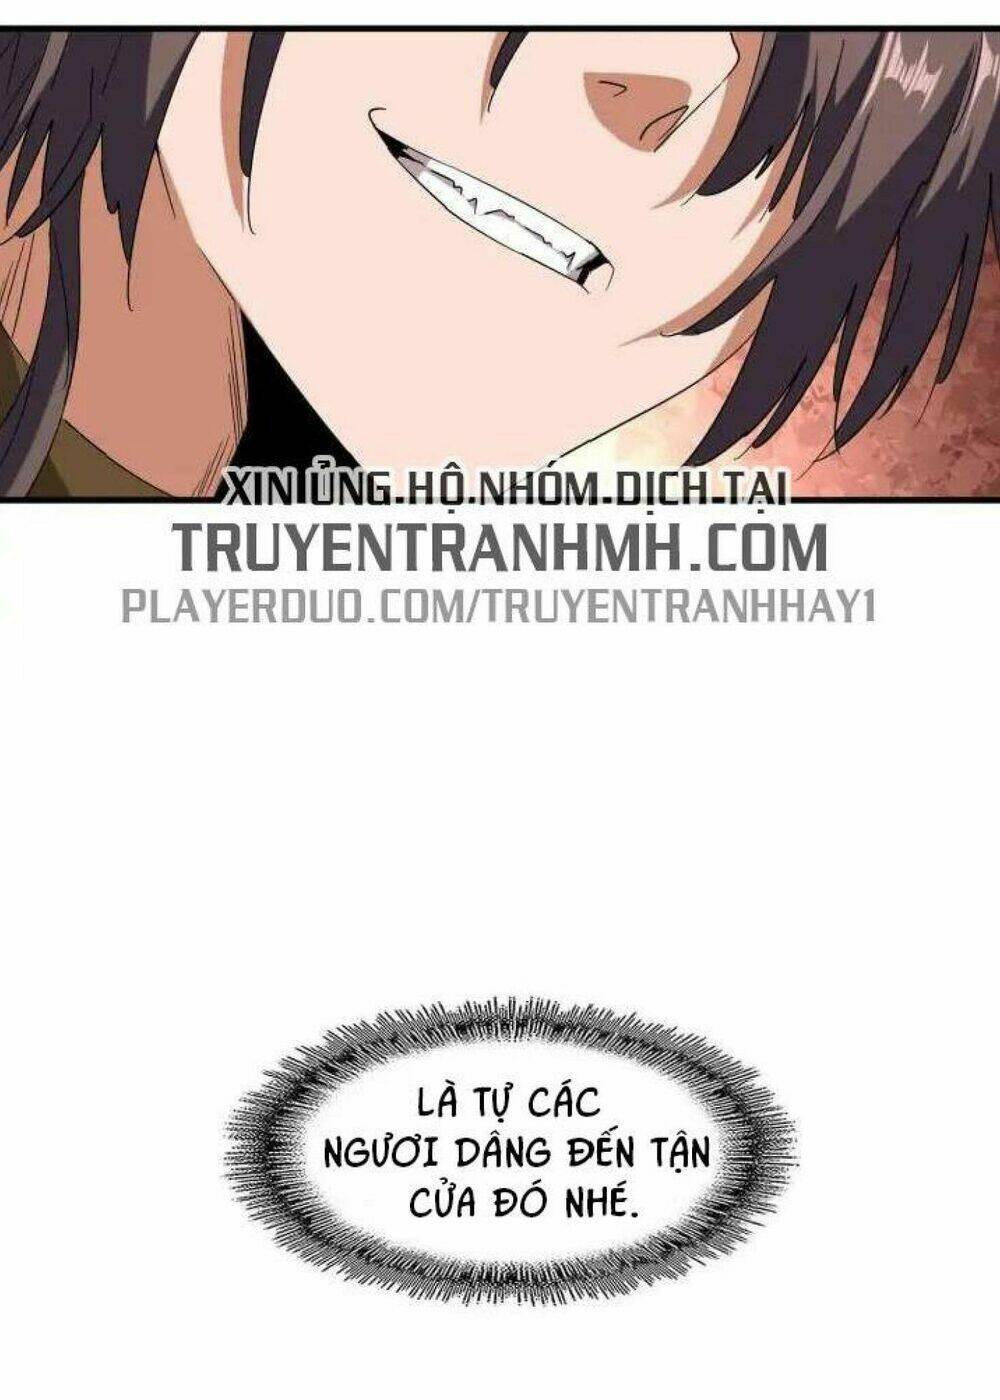 XIN ỦNG HỘ NHÓM DỊCH TẠI
TRUYENTRANHMH.COM
PLAYERDUO.COM/TRUYENTRANHHAY1
LÀ TỰ CÁC
NGƯƠI DÂNG ĐẾN TẬN
CỬA ĐÓ NHÉ.